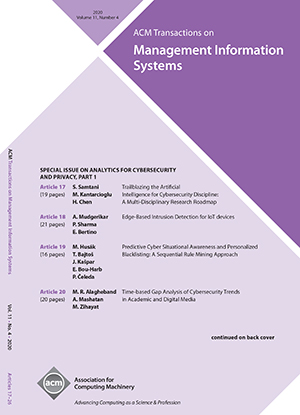 2020
Volume 11, Number 4
ACM Transactions on
Management Information
Systems
SPECIAL ISSUE ON ANALYTICS FOR CYBERSECURITY
AND PRIVACY, PART 1
Article 17 S. Samtani Trailblazing the Artificial
(19 pages) M. Kantarcioglu Intelligence for Cybersecurity Discipline:
H. Chen A Multi-Disciplinary Research Roadmap
Article 18 A. Mudgerikar Edge-Based Intrusion Detection for IoT devices
(21 pages) P. Sharma
E. Bertino
Article 19 M. Husák Predictive Cyber Situational Awareness and Personalized
(16 pages) T. Bajtoš Blacklisting: A Sequential Rule Mining Approach
J. Kašpar
E. Bou-Harb
P. Čeleda
Article 20 M. R. Alagheband Time-based Gap Analysis of Cybersecurity Trends
(20 pages) A. Mashatan in Academic and Digital Media
M. Zihayat
continued on back cover
acm
Association for
Computing Machinery
Advancing Computing as a Science & Profession
ACM Transactions on Management Information Systems
Vol. 11 • No. 4 • 2020
Articles 17–28